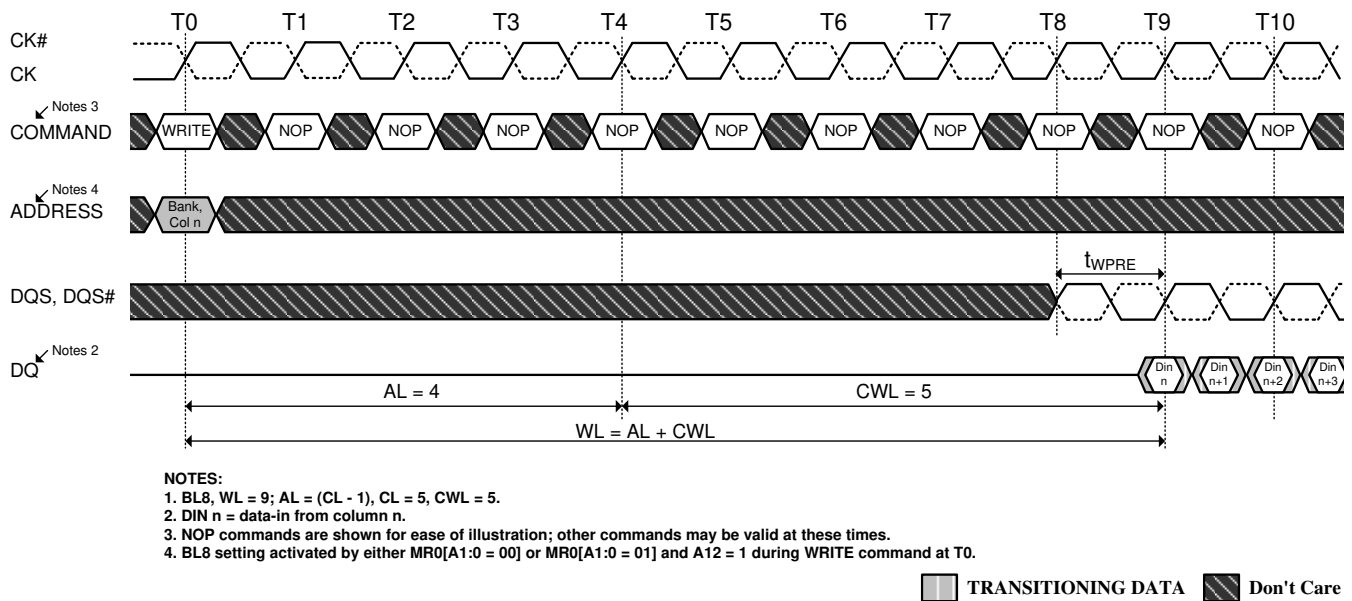 T0 T1 T2 T3 T4 T5 T6 T7 T8 T9 T10
CK#
CK
Notes 3
COMMAND
WRITE NOP NOP NOP NOP NOP NOP NOP NOP NOP NOP
Notes 4
ADDRESS
Bank,
Col n
tWPRE
DQS, DQS#
Notes 2
DQ
Din n Din n+1 Din n+2 Din n+3
AL = 4 CWL = 5
WL = AL + CWL
NOTES:
1. BL8, WL = 9; AL = (CL - 1), CL = 5, CWL = 5.
2. DIN n = data-in from column n.
3. NOP commands are shown for ease of illustration; other commands may be valid at these times.
4. BL8 setting activated by either MR0[A1:0 = 00] or MR0[A1:0 = 01] and A12 = 1 during WRITE command at T0.
TRANSITIONING DATA Don't Care